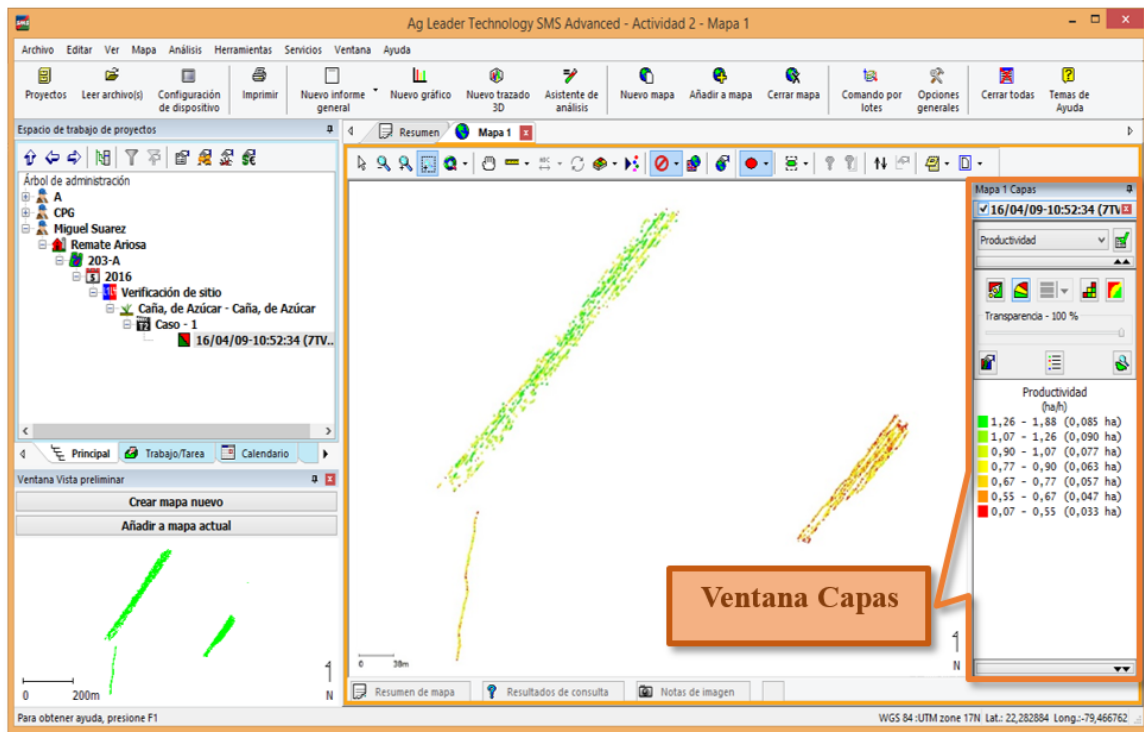 Ag Leader Technology SMS Advanced - Actividad 2 - Mapa 1
Archivo Editar Ver Mapa Análisis Herramientas Servicios Ventana Ayuda
Proyectos
Leer archivo(s)
Configuración
de dispositivo
Imprimir
Nuevo informe
general
Nuevo gráfico
Nuevo trazado
3D
Asistente de
análisis
Nuevo mapa
Añadir a mapa
Cerrar mapa
Comando por
lotes
Opciones
generales
Cerrar todas
Temas de
Ayuda
Espacio de trabajo de proyectos
Árbol de administración
A
CPG
Miguel Suarez
Remate Ariosa
203-A
2016
Verificación de sitio
Caña, de Azúcar - Caña, de Azúcar
Caso - 1
16/04/09-10:52:34 (7TV..
Principal Trabajo/Tarea Calendario
Ventana Vista preliminar
Crear mapa nuevo
Añadir a mapa actual
0 200m N
Resumen Mapa 1
0 38m
N
Ventana Capas
Resumen de mapa Resultados de consulta Notas de imagen
Mapa 1 Capas
16/04/09-10:52:34 (7TV
Productividad
Transparencia - 100 %
Productividad
(ha/h)
1,26 - 1,88 (0,085 ha)
1,07 - 1,26 (0,090 ha)
0,90 - 1,07 (0,077 ha)
0,77 - 0,90 (0,063 ha)
0,67 - 0,77 (0,057 ha)
0,55 - 0,67 (0,047 ha)
0,07 - 0,55 (0,033 ha)
Para obtener ayuda, presione F1
WGS 84 :UTM zone 17N Lat.: 22,282884 Long.:-79,466762